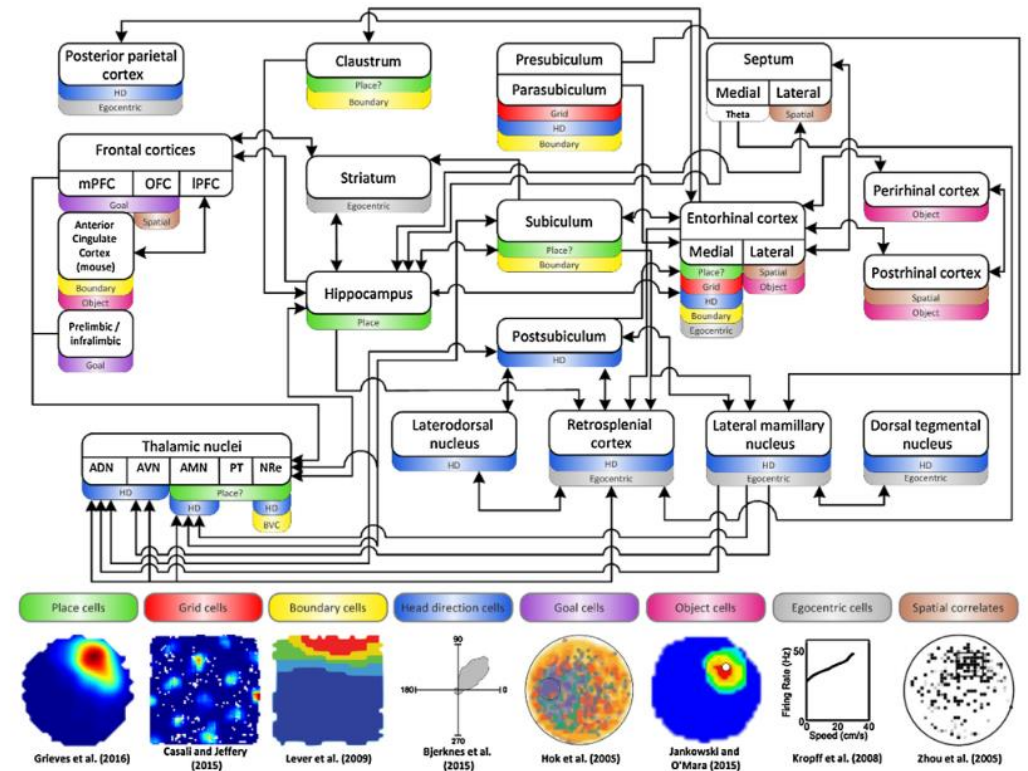 Posterior parietal
cortex
HD
Egocentric
Claustrum
Place?
Boundary
Presubiculum
Parasubiculum
Grid
HD
Boundary
Septum
Medial Lateral
Theta Spatial
Frontal cortices
mPFC OFC lPFC
Goal
Spatial
Anterior
Cingulate
Cortex
(mouse)
Boundary
Object
Prelimbic /
infralimbic
Goal
Striatum
Egocentric
Hippocampus
Place
Subiculum
Place?
Boundary
Entorhinal cortex
Medial Lateral
Place? Spatial
Grid Object
HD
Boundary
Egocentric
Perirhinal cortex
Object
Postrhinal cortex
Spatial
Object
Postsubiculum
HD
Laterodorsal
nucleus
HD
Retrosplenial
cortex
HD
Egocentric
Lateral mamillary
nucleus
HD
Egocentric
Dorsal tegmental
nucleus
HD
Egocentric
Thalamic nuclei
ADN AVN AMN PT NRe
HD Place?
HD HD
BVC
Place cells Grid cells Boundary cells Head direction cells Goal cells Object cells Egocentric cells Spatial correlates
90
180 0
270
Firing Rate (Hz)
50
0
0 20 40
Speed (cm/s)
Grieves et al. (2016)
Casali and Jeffery
(2015)
Lever et al. (2009)
Bjerknes et al.
(2015)
Hok et al. (2005)
Jankowski and
O'Mara (2015)
Kropff et al. (2008)
Zhou et al. (2005)